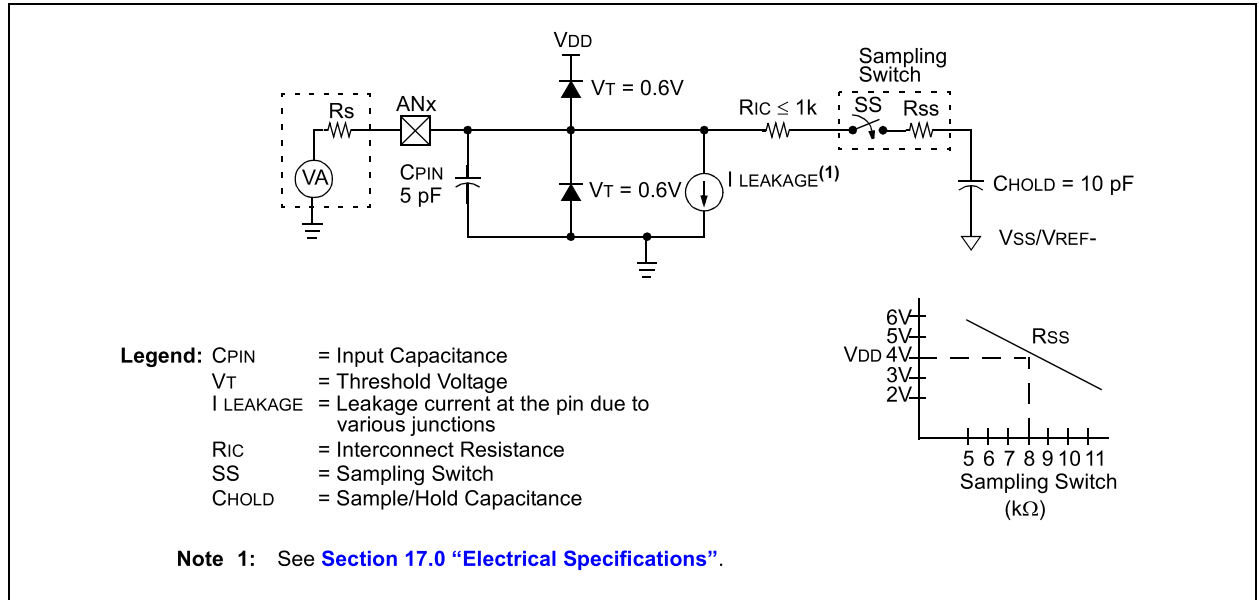 VDD
Sampling
Switch
VT = 0.6V
Rs
ANx
RIC ≤ 1k
SS
Rss
VA
CPIN
5 pF
VT = 0.6V
I LEAKAGE(1)
CHOLD = 10 pF
VSS/VREF-
6V
5V
VDD 4V
3V
2V
RSS
5 6 7 8 9 10 11
Sampling Switch
(kΩ)
Legend: CPIN = Input Capacitance
VT = Threshold Voltage
I LEAKAGE = Leakage current at the pin due to
various junctions
RIC = Interconnect Resistance
SS = Sampling Switch
CHOLD = Sample/Hold Capacitance
Note 1: See Section 17.0 “Electrical Specifications”.